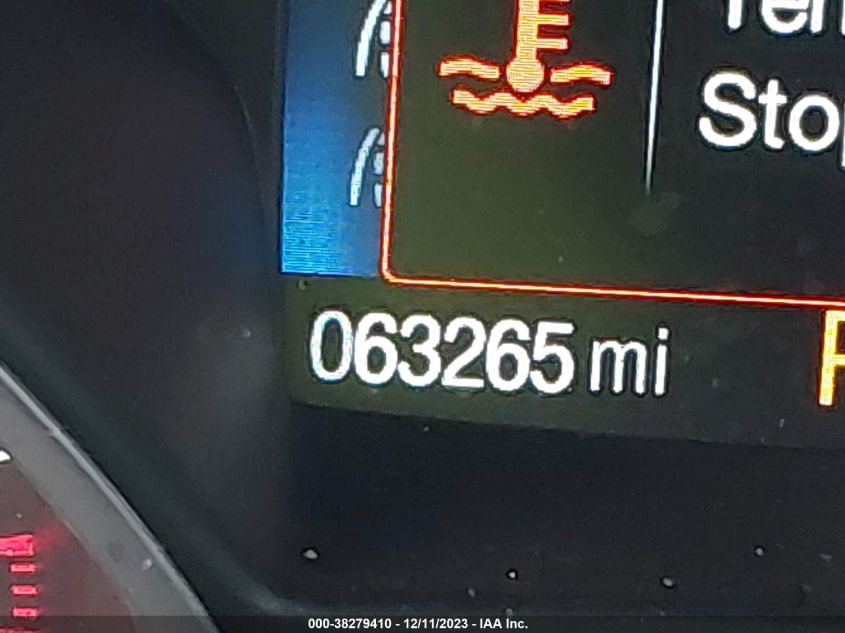 Stop
063265 mi
000-38279410 - 12/11/2023 - IAA Inc.